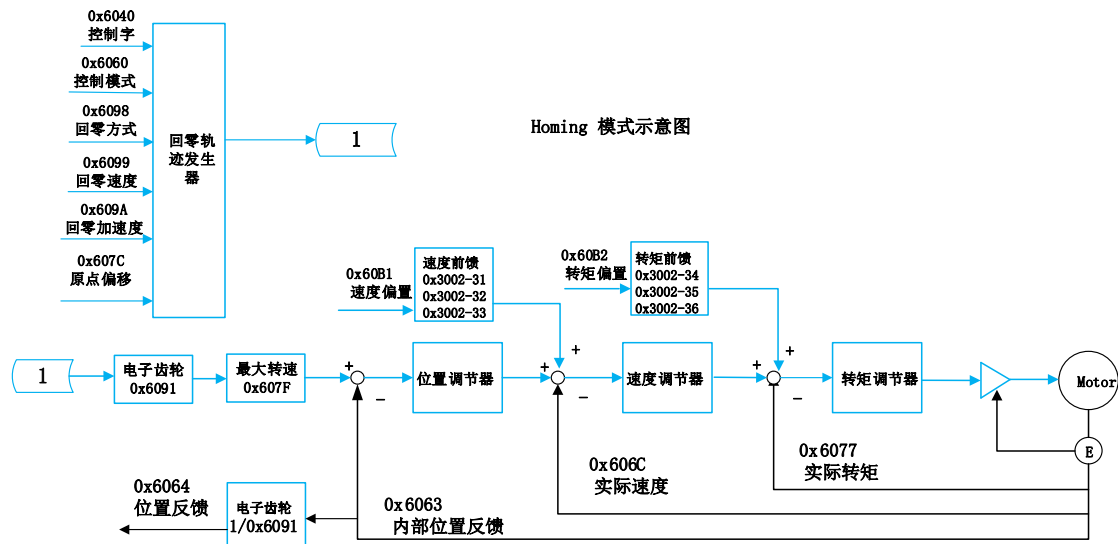 0x6040
控制字
0x6060
控制模式
0x6098
回零方式
0x6099
回零速度
0x609A
回零加速度
0x607C
原点偏移
回零轨
迹发生
器
1
Homing 模式示意图
0x60B1
速度偏置
速度前馈
0x3002-31
0x3002-32
0x3002-33
0x60B2
转矩偏置
转矩前馈
0x3002-34
0x3002-35
0x3002-36
1
电子齿轮
0x6091
最大转速
0x607F
+
−
位置调节器
+
+
−
速度调节器
+
+
−
转矩调节器
Motor
E
0x6077
实际转矩
0x606C
实际速度
0x6063
内部位置反馈
电子齿轮
1/0x6091
0x6064
位置反馈